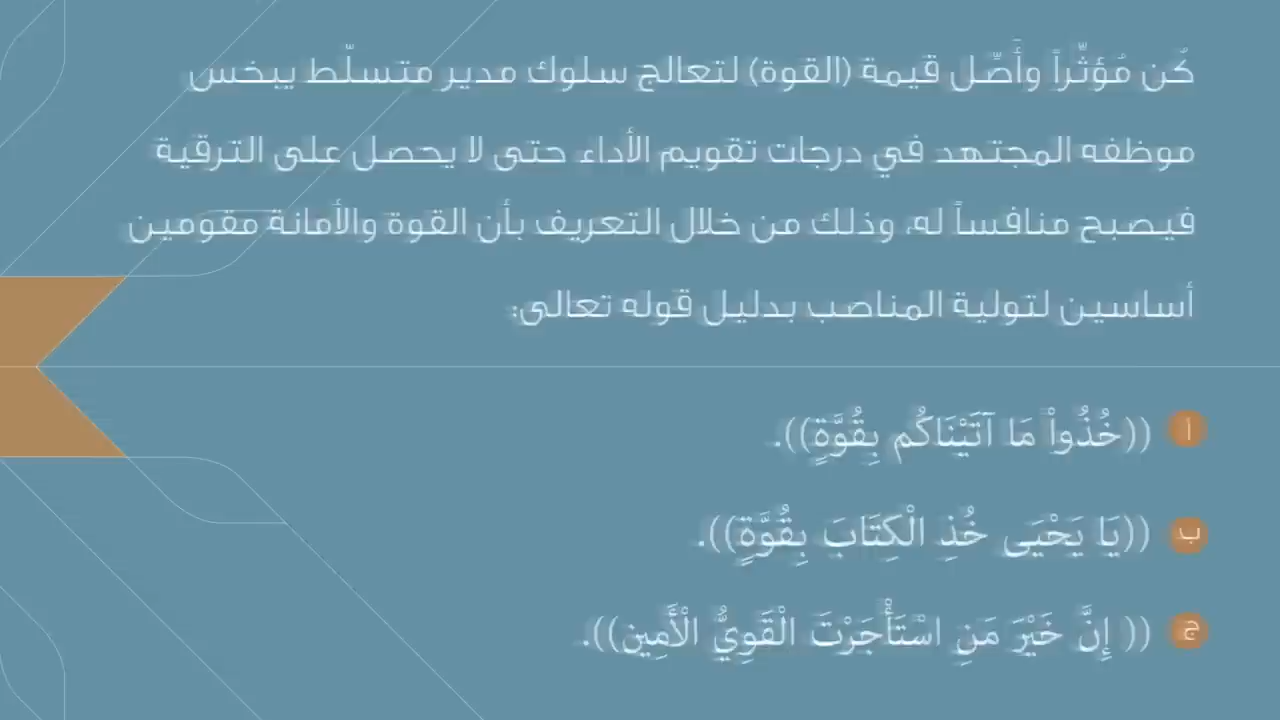 كُن مُؤثِّراً وأَصِّل قيمة (القوة) لتعالج سلوك مدير متسلّط يبخس
موظفه المجتهد في درجات تقويم الأداء حتى لا يحصل على الترقية
فيصبح منافساً له، وذلك من خلال التعريف بأن القوة والأمانة مقومين
أساسين لتولية المناصب بدليل قوله تعالى:
أ ((خُذُواْ مَا آتَيْنَاكُم بِقُوَّةٍ)).
ب ((يَا يَحْيَى خُذِ الْكِتَابَ بِقُوَّةٍ)).
ج (( إِنَّ خَيْرَ مَنِ اسْتَأْجَرْتَ الْقَوِيُّ الْأَمِين)).